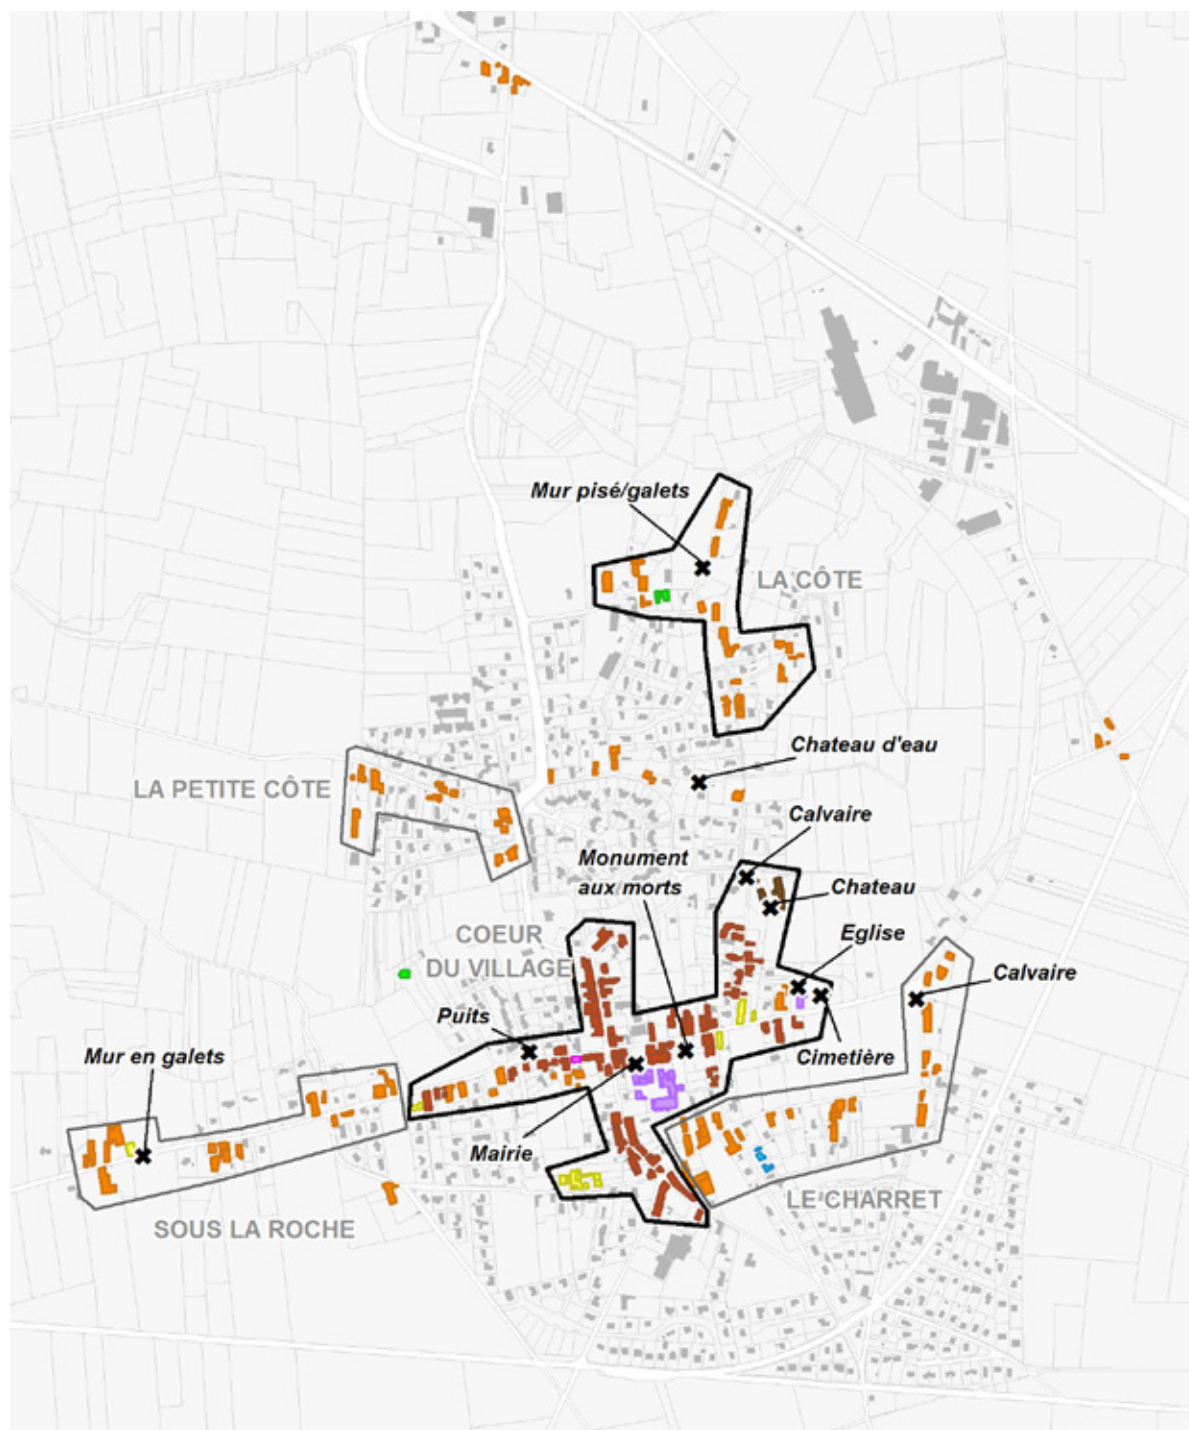 Mur pisé/galets
LA CÔTE
Chateau d'eau
LA PETITE CÔTE
Calvaire
Monument
aux morts
Chateau
Eglise
COEUR
DU VILLAGE
Calvaire
Puits
Mur en galets
Cimetière
Mairie
LE CHARRET
SOUS LA ROCHE